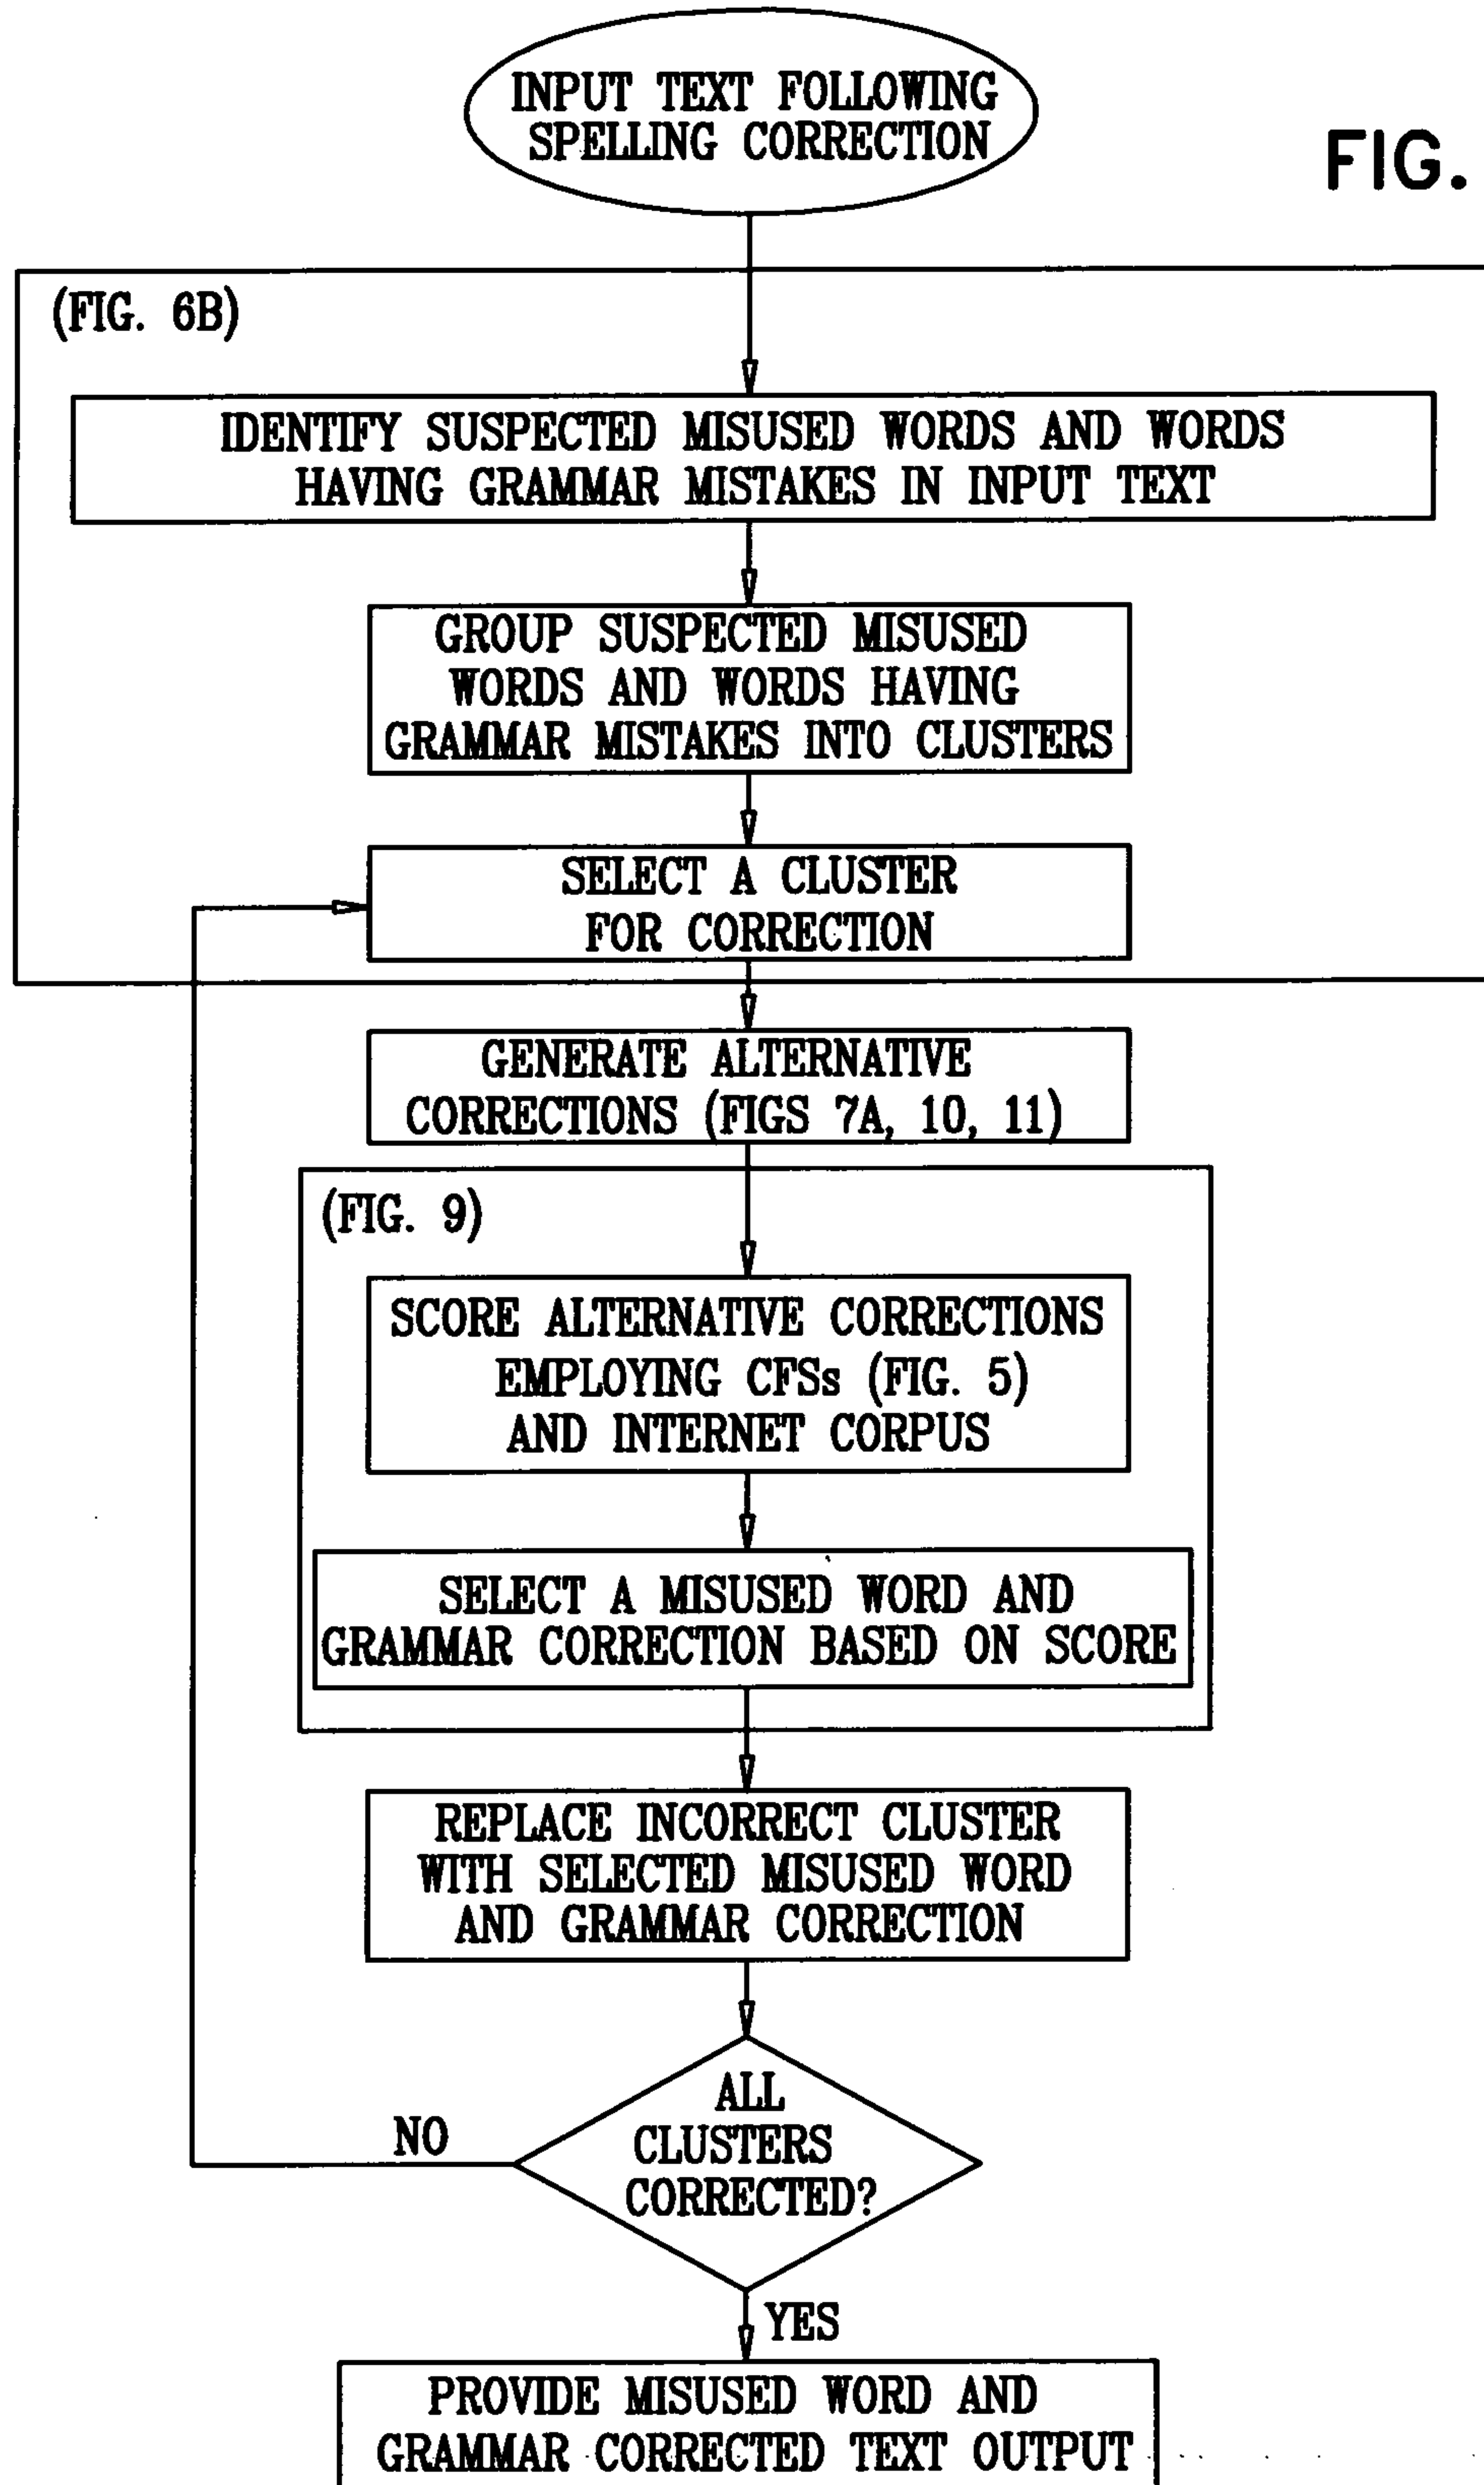 INPUT TEXT FOLLOWING
SPELLING CORRECTION
FIG.
(FIG. 6B)
IDENTIFY SUSPECTED MISUSED WORDS AND WORDS
HAVING GRAMMAR MISTAKES IN INPUT TEXT
GROUP SUSPECTED MISUSED
WORDS AND WORDS HAVING
GRAMMAR MISTAKES INTO CLUSTERS
SELECT A CLUSTER
FOR CORRECTION
GENERATE ALTERNATIVE
CORRECTIONS (FIGS 7A, 10, 11)
(FIG. 9)
SCORE ALTERNATIVE CORRECTIONS
EMPLOYING CFSs (FIG. 5)
AND INTERNET CORPUS
SELECT A MISUSED WORD AND
GRAMMAR CORRECTION BASED ON SCORE
REPLACE INCORRECT CLUSTER
WITH SELECTED MISUSED WORD
AND GRAMMAR CORRECTION
ALL
CLUSTERS
CORRECTED?
NO
YES
PROVIDE MISUSED WORD AND
GRAMMAR CORRECTED TEXT OUTPUT